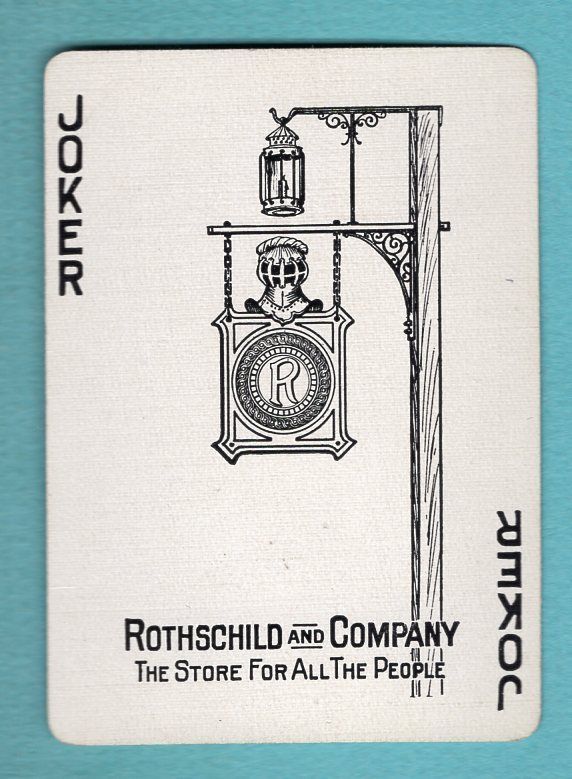 JOKER
R
ROTHSCHILD AND COMPANY
THE STORE FOR ALL THE PEOPLE
JOKER